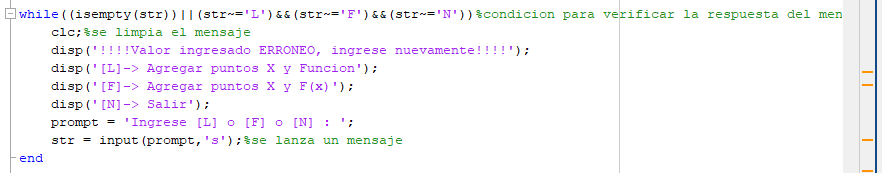 while((isempty(str))||(str~='L')&&(str~='F')&&(str~='N'))%condicion para verificar la respuesta del men
clc;%se limpia el mensaje
disp('!!!!Valor ingresado ERRONEO, ingrese nuevamente!!!!');
disp('[L]-> Agregar puntos X y Funcion');
disp('[F]-> Agregar puntos X y F(x)');
disp('[N]-> Salir');
prompt = 'Ingrese [L] o [F] o [N] : ';
str = input(prompt,'s');%se lanza un mensaje
end